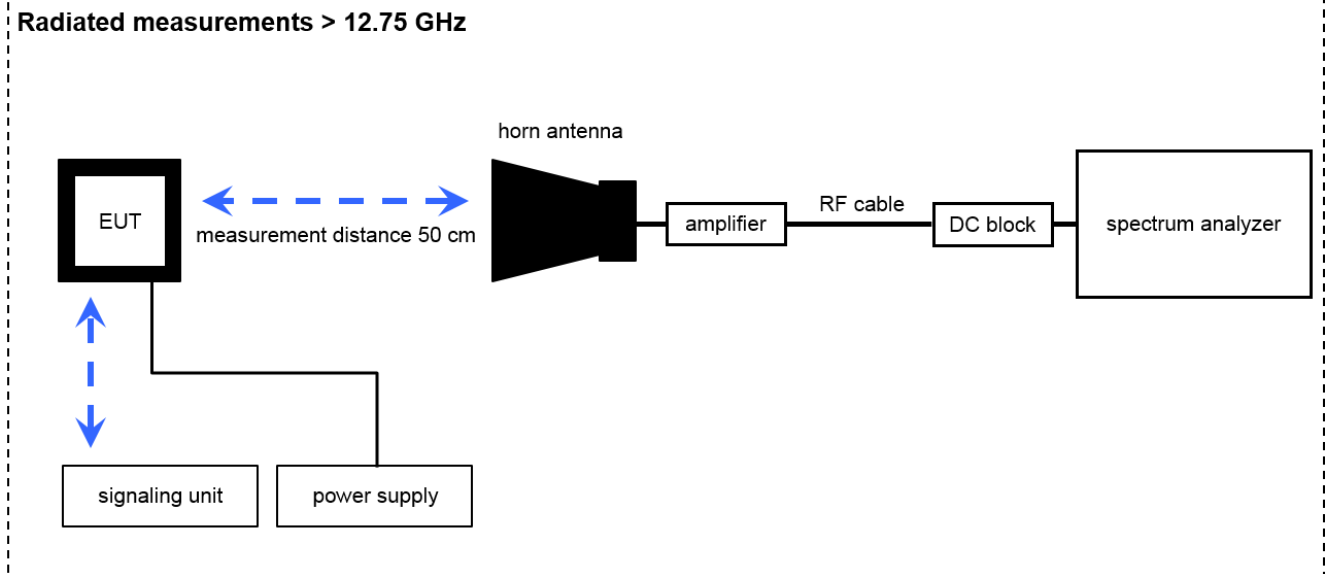 Radiated measurements > 12.75 GHz
horn antenna
EUT
measurement distance 50 cm
amplifier
RF cable
DC block
spectrum analyzer
signaling unit
power supply